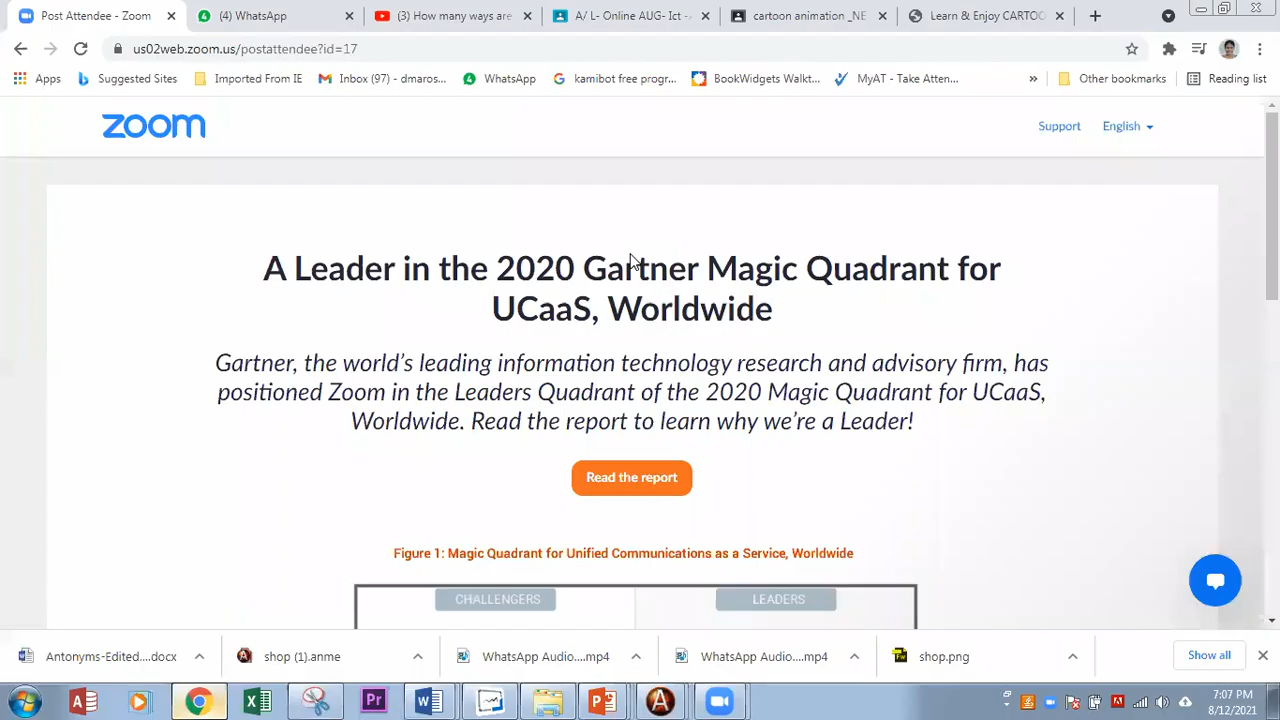 Post Attendee - Zoom
(4) WhatsApp
(3) How many ways are
A/ L- Online AUG- Ict -
cartoon animation _NE
Learn & Enjoy CARTOO
us02web.zoom.us/postattendee?id=17
Apps
Suggested Sites
Imported From IE
Inbox (97) - dmaros...
WhatsApp
kamibot free progr...
BookWidgets Walkt...
MyAT - Take Atten...
»
Other bookmarks
Reading list
zoom
Support
English
A Leader in the 2020 Gartner Magic Quadrant for
UCaaS, Worldwide
Gartner, the world's leading information technology research and advisory firm, has
positioned Zoom in the Leaders Quadrant of the 2020 Magic Quadrant for UCaaS,
Worldwide. Read the report to learn why we're a Leader!
Read the report
Figure 1: Magic Quadrant for Unified Communications as a Service, Worldwide
CHALLENGERS
LEADERS
Antonyms-Edited....docx
shop (1).anme
WhatsApp Audio....mp4
WhatsApp Audio....mp4
shop.png
Show all
7:07 PM
8/12/2021